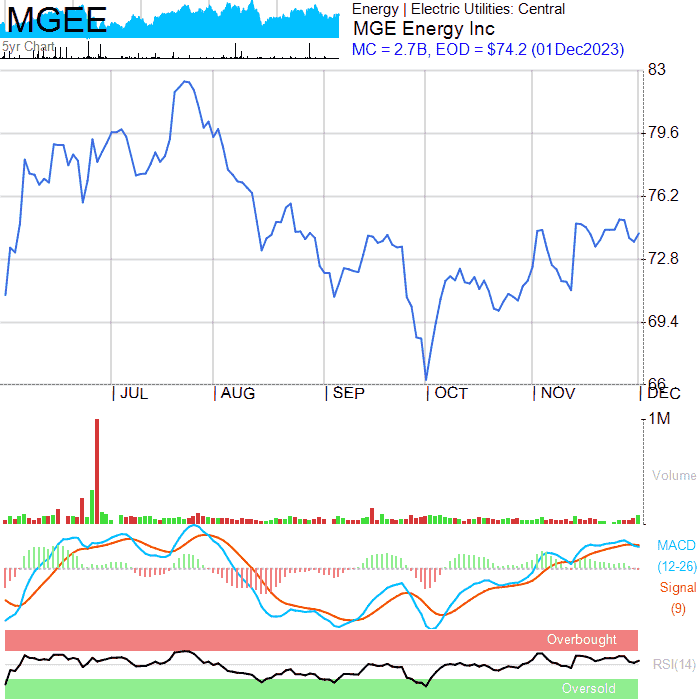 MGEE
Energy | Electric Utilities: Central
MGE Energy Inc
MC = 2.7B, EOD = $74.2 (01Dec2023)
5yr Chart
83
79.6
76.2
72.8
69.4
66
JUL
AUG
SEP
OCT
NOV
DEC
1M
Volume
MACD
(12-26)
Signal
(9)
Overbought
RSI(14)
Oversold